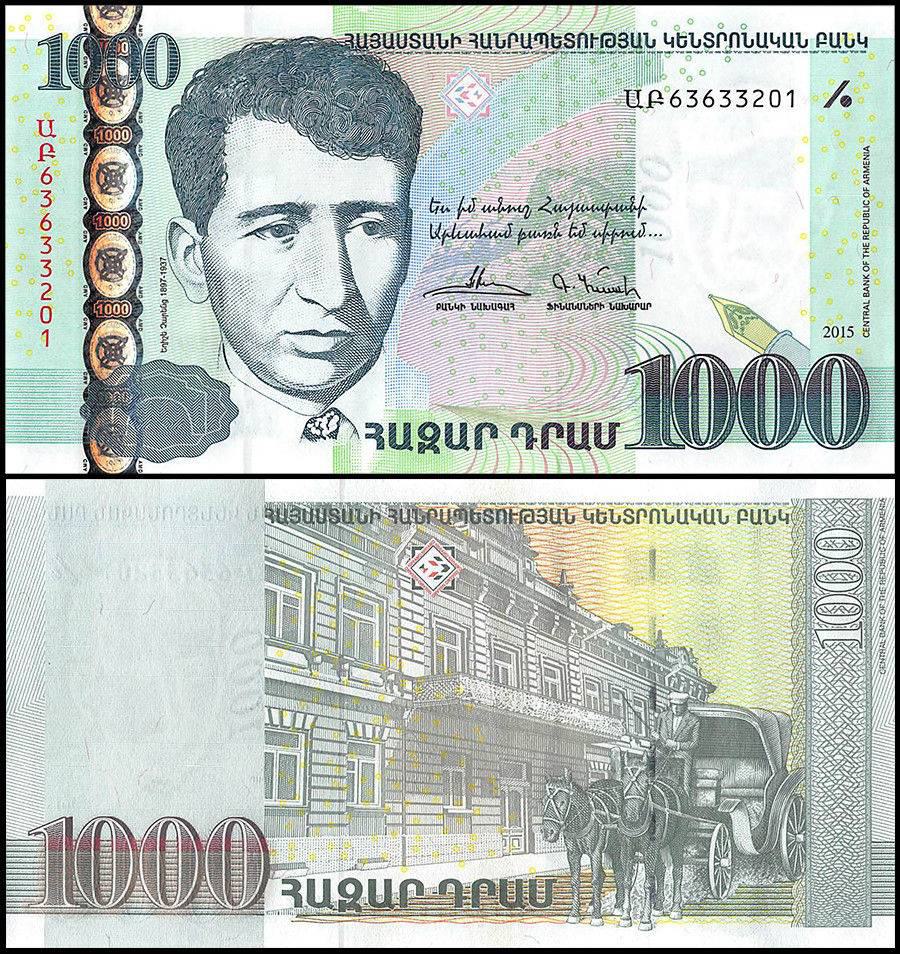 1000
ՀԱՅԱՍՏԱՆԻ ՀԱՆՐԱՊԵՏՈՒԹՅԱՆ ԿԵՆՏՐՈՆԱԿԱՆ ԲԱՆԿ
ԱԲ63633201
ԱԲ63633201
1000
1000
1000
Եղիշե Չարենց 1897-1937
Ես իմ անուշ Հայաստանի
Արևահամ բառն եմ սիրում...
ԲԱՆԿԻ ՆԱԽԱԳԱՀ
ՖԻՆԱՆՍՆԵՐԻ ՆԱԽԱՐԱՐ
CENTRAL BANK OF THE REPUBLIC OF ARMENIA
2015
ՀԱԶԱՐ ԴՐԱՄ
1000
ՀԱՅԱՍՏԱՆԻ ՀԱՆՐԱՊԵՏՈՒԹՅԱՆ ԿԵՆՏՐՈՆԱԿԱՆ ԲԱՆԿ
1000
CENTRAL BANK OF THE REPUBLIC OF ARMENIA
1000
ՀԱԶԱՐ ԴՐԱՄ